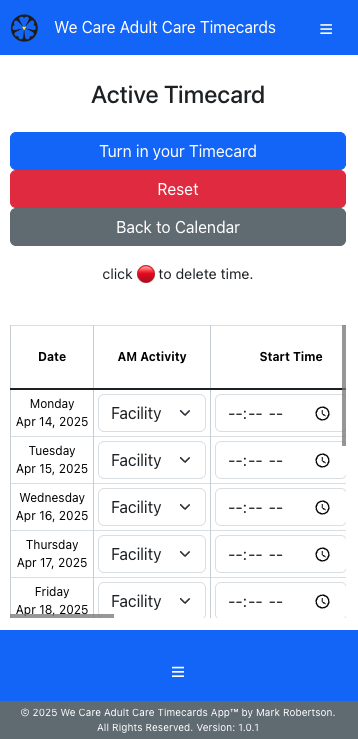 We Care Adult Care Timecards
Active Timecard
Turn in your Timecard
Reset
Back to Calendar
click 🔴 to delete time.
Date AM Activity Start Time
Monday
Apr 14, 2025
Facility
--:-- --
Tuesday
Apr 15, 2025
Facility
--:-- --
Wednesday
Apr 16, 2025
Facility
--:-- --
Thursday
Apr 17, 2025
Facility
--:-- --
Friday
Apr 18, 2025
Facility
--:-- --
© 2025 We Care Adult Care Timecards App™ by Mark Robertson.
All Rights Reserved. Version: 1.0.1